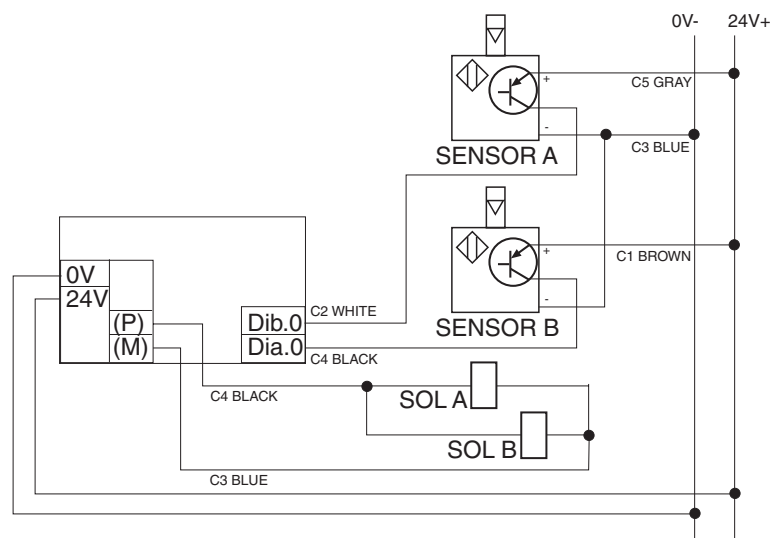 0V- 24V+
+
C5 GRAY
-
C3 BLUE
SENSOR A
+
C1 BROWN
-
SENSOR B
0V
24V
(P)
(M)
Dib.0
Dia.0
C2 WHITE
C4 BLACK
C4 BLACK
SOL A
SOL B
C3 BLUE